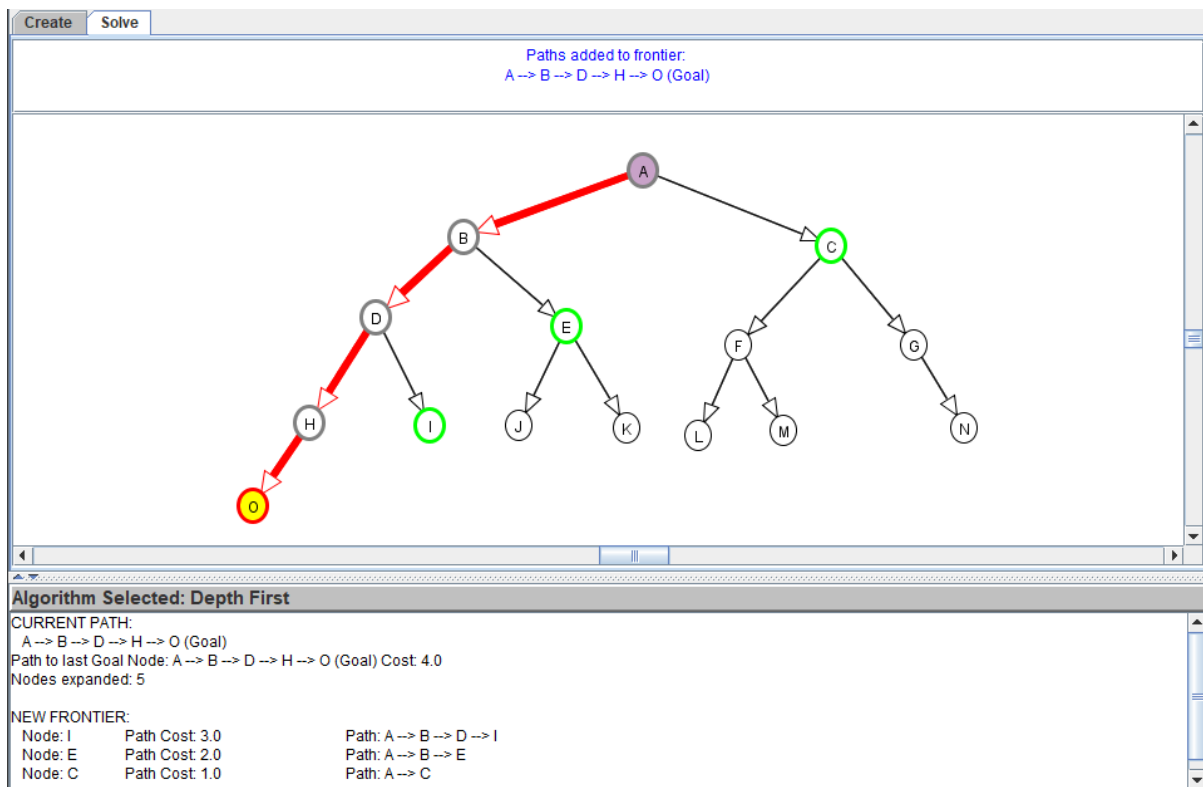 Create Solve
Paths added to frontier:
A --> B --> D --> H --> O (Goal)
A
B
C
D
E
F
G
H
I
J
K
L
M
N
O
Algorithm Selected: Depth First
CURRENT PATH:
A --> B --> D --> H --> O (Goal)
Path to last Goal Node: A --> B --> D --> H --> O (Goal) Cost: 4.0
Nodes expanded: 5
NEW FRONTIER:
Node: I Path Cost: 3.0 Path: A --> B --> D --> I
Node: E Path Cost: 2.0 Path: A --> B --> E
Node: C Path Cost: 1.0 Path: A --> C